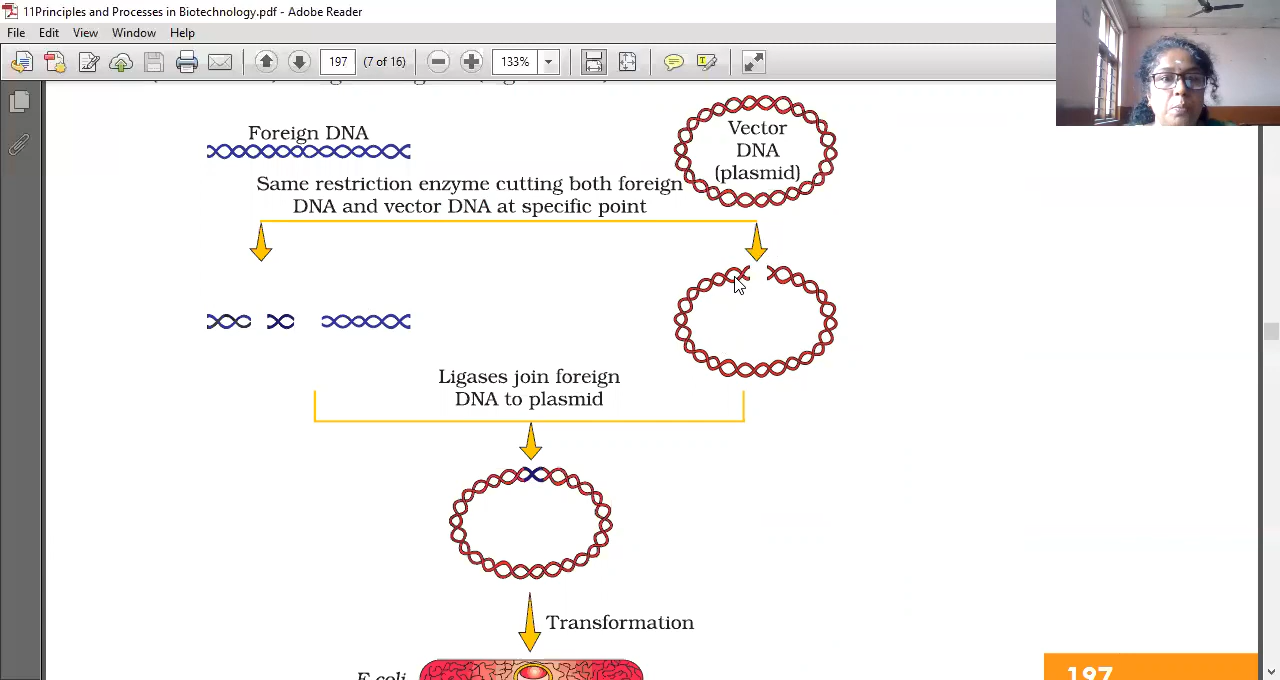 11Principles and Processes in Biotechnology.pdf - Adobe Reader
File Edit View Window Help
197 (7 of 16) 133%
Foreign DNA
Vector
DNA
(plasmid)
Same restriction enzyme cutting both foreign
DNA and vector DNA at specific point
Ligases join foreign
DNA to plasmid
Transformation
E.coli
197